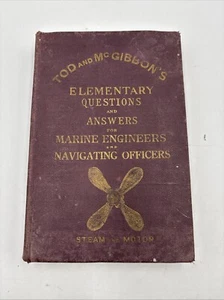 TOD AND McGIBBON'S
ELEMENTARY
QUESTIONS
AND
ANSWERS
FOR
MARINE ENGINEERS
AND
NAVIGATING OFFICERS
STEAM MOTOR